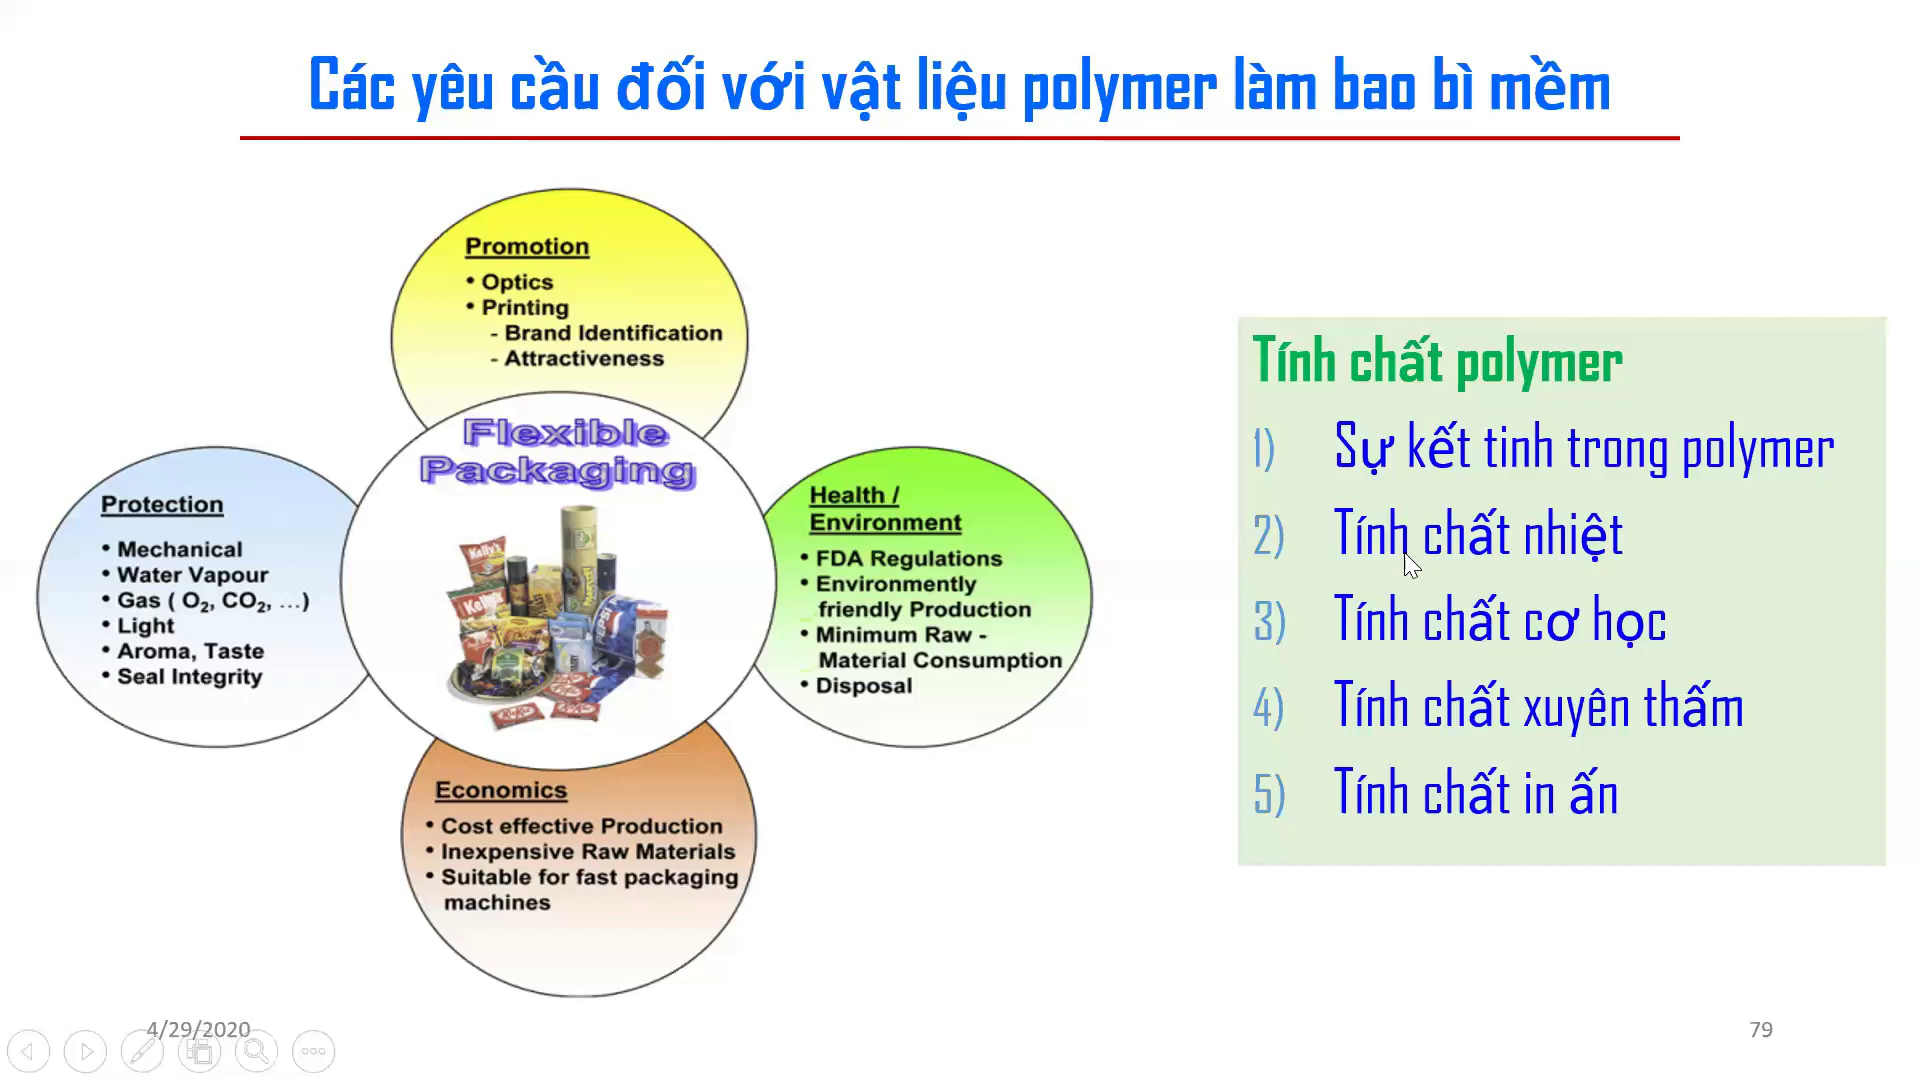 Các yêu cầu đối với vật liệu polymer làm bao bì mềm
Promotion
• Optics
• Printing
- Brand Identification
- Attractiveness
Flexible
Packaging
Protection
• Mechanical
• Water Vapour
• Gas ( O₂, CO₂, …)
• Light
• Aroma, Taste
• Seal Integrity
Health /
Environment
• FDA Regulations
• Environmently
friendly Production
• Minimum Raw -
Material Consumption
• Disposal
Economics
• Cost effective Production
• Inexpensive Raw Materials
• Suitable for fast packaging
machines
Tính chất polymer
1) Sự kết tinh trong polymer
2) Tính chất nhiệt
3) Tính chất cơ học
4) Tính chất xuyên thấm
5) Tính chất in ấn
4/29/2020
79